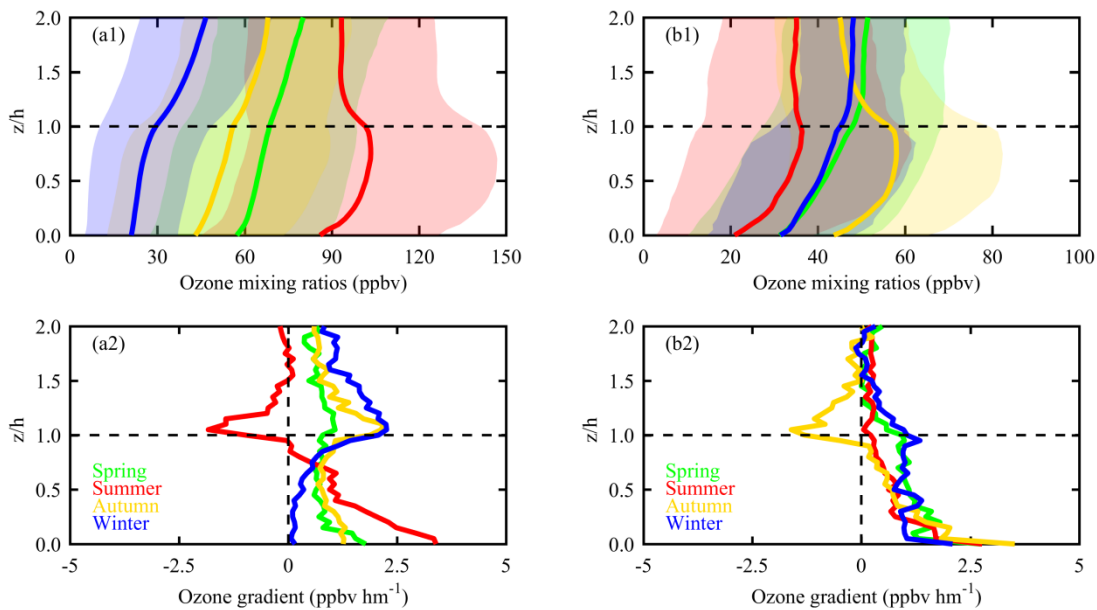 (a1)
2.0
1.5
1.0
0.5
0.0
z/h
0 30 60 90 120 150
Ozone mixing ratios (ppbv)
(b1)
2.0
1.5
1.0
0.5
0.0
z/h
0 20 40 60 80 100
Ozone mixing ratios (ppbv)
(a2)
2.0
1.5
1.0
0.5
0.0
z/h
Spring
Summer
Autumn
Winter
-5 -2.5 0 2.5 5
Ozone gradient (ppbv hm⁻¹)
(b2)
2.0
1.5
1.0
0.5
0.0
z/h
Spring
Summer
Autumn
Winter
-5 -2.5 0 2.5 5
Ozone gradient (ppbv hm⁻¹)